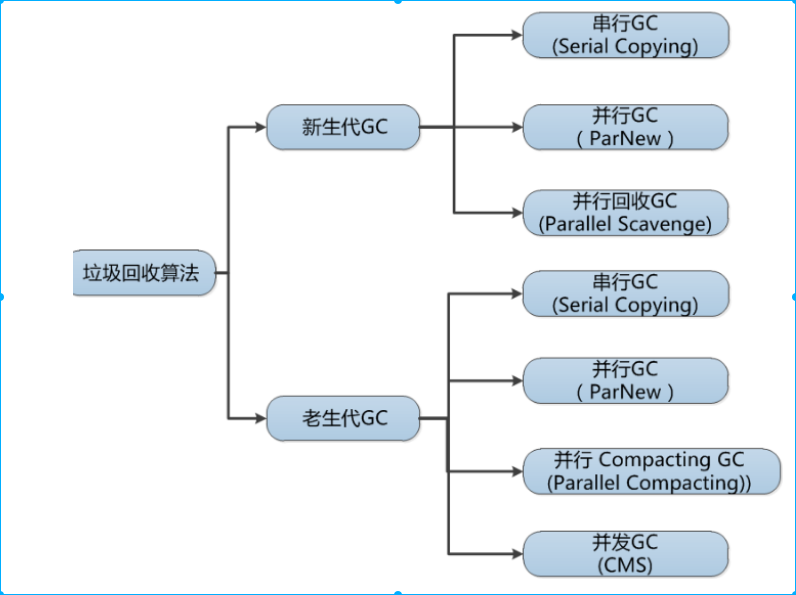 垃圾回收算法
新生代GC
串行GC
(Serial Copying)
并行GC
( ParNew )
并行回收GC
(Parallel Scavenge)
老生代GC
串行GC
(Serial Copying)
并行GC
( ParNew )
并行 Compacting GC
(Parallel Compacting))
并发GC
(CMS)